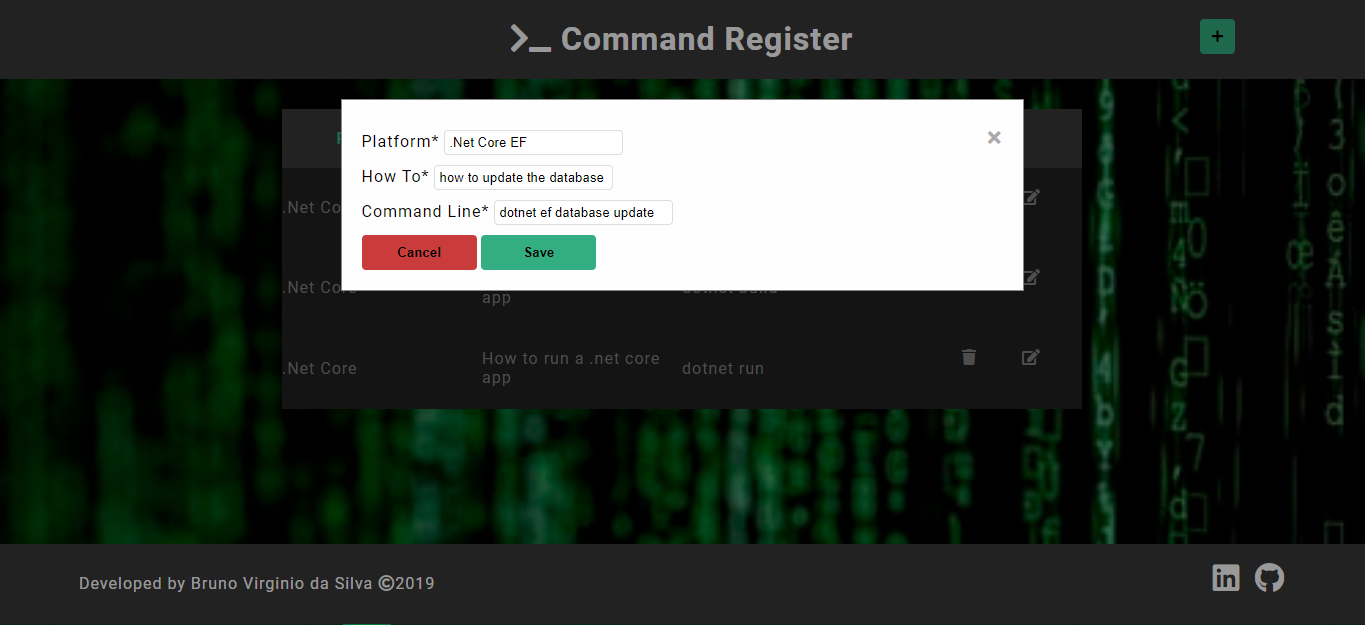 Command Register
+
Platform* .Net Core EF
How To* how to update the database
Command Line* dotnet ef database update
Cancel Save
.Net Co
.Net Core
app
dotnet build
.Net Core
How to run a .net core
app
dotnet run
Developed by Bruno Virginio da Silva ©2019
in